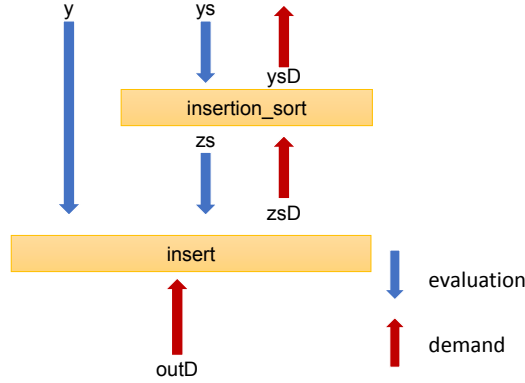 y
ys
ysD
insertion_sort
zs
zsD
insert
evaluation
demand
outD